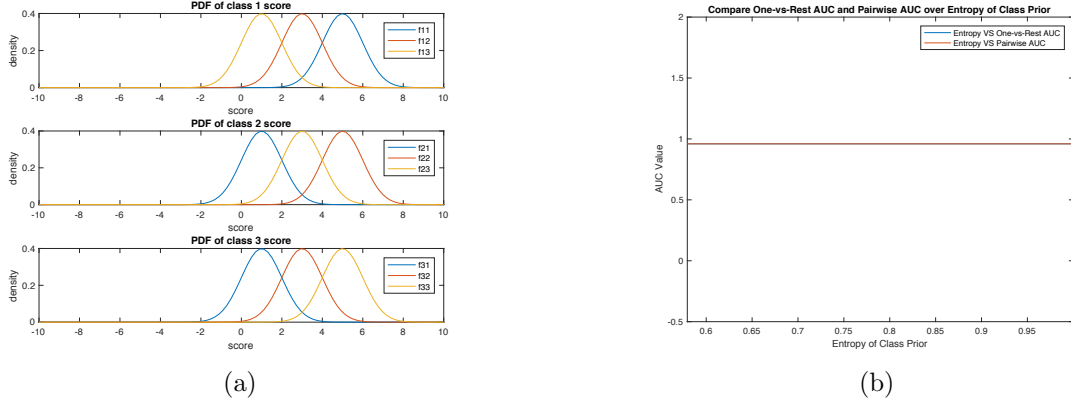 PDF of class 1 score
0.4
0.2
0
density
f11
f12
f13
-10 -8 -6 -4 -2 0 2 4 6 8 10
score
PDF of class 2 score
0.4
0.2
0
density
f21
f22
f23
-10 -8 -6 -4 -2 0 2 4 6 8 10
score
PDF of class 3 score
0.4
0.2
0
density
f31
f32
f33
-10 -8 -6 -4 -2 0 2 4 6 8 10
score
(a)
Compare One-vs-Rest AUC and Pairwise AUC over Entropy of Class Prior
2
1.5
1
0.5
0
-0.5
AUC Value
Entropy VS One-vs-Rest AUC
Entropy VS Pairwise AUC
0.6 0.65 0.7 0.75 0.8 0.85 0.9 0.95
Entropy of Class Prior
(b)